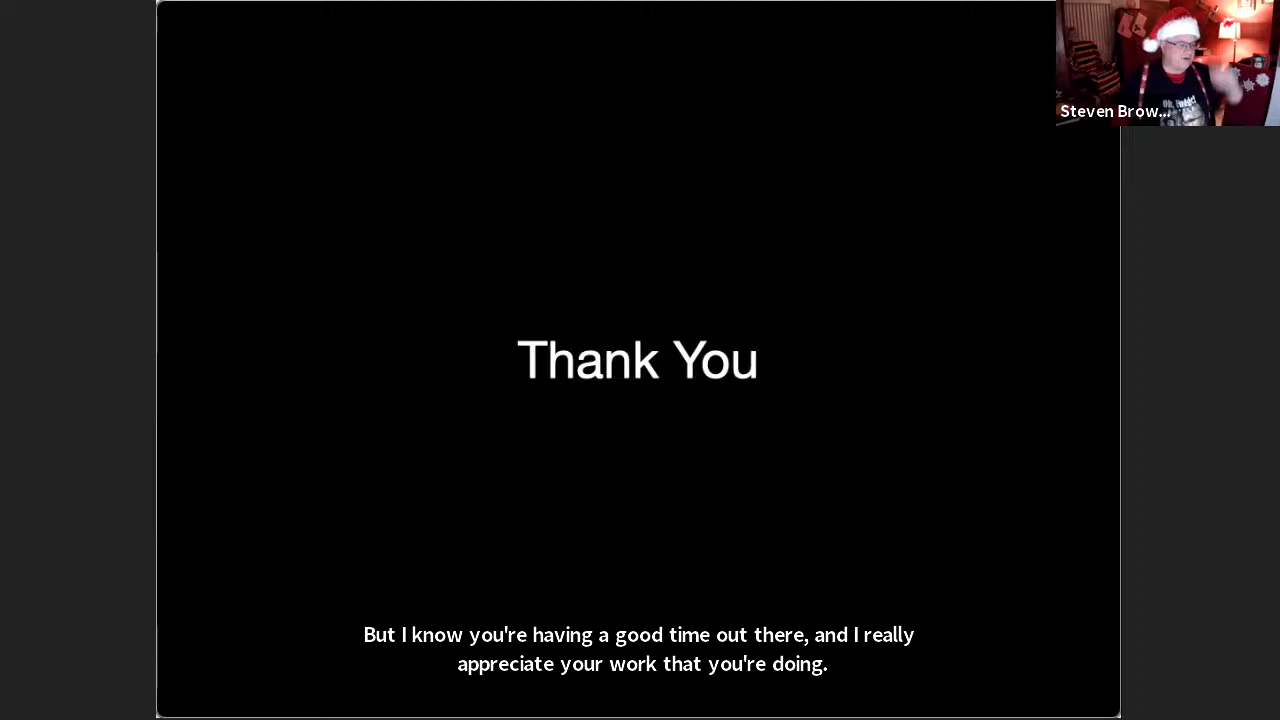 Steven Brow...
Thank You
But I know you're having a good time out there, and I really
appreciate your work that you're doing.